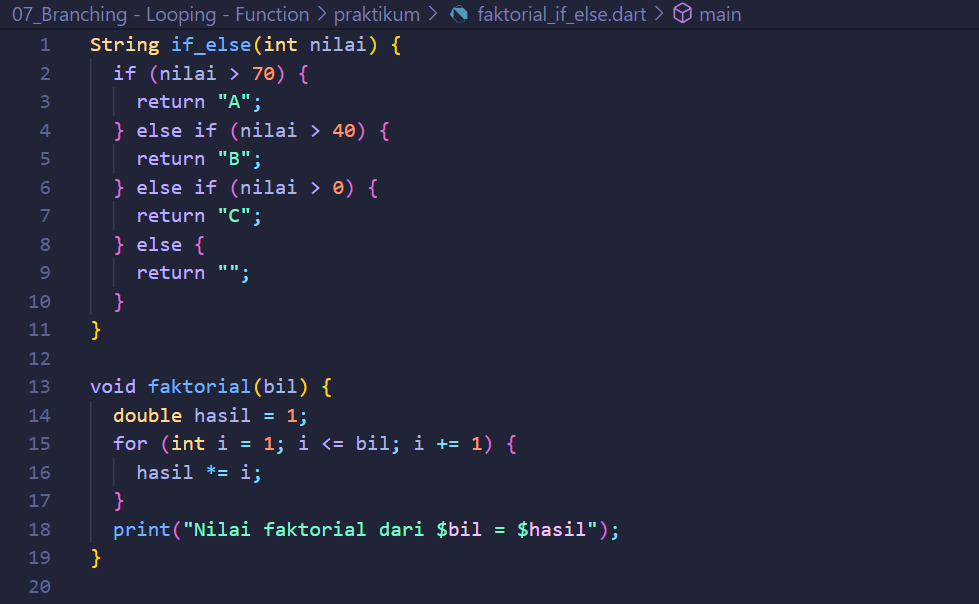 07_Branching - Looping - Function > praktikum > faktorial_if_else.dart > main
1 String if_else(int nilai) {
2   if (nilai > 70) {
3     return "A";
4   } else if (nilai > 40) {
5     return "B";
6   } else if (nilai > 0) {
7     return "C";
8   } else {
9     return "";
10   }
11 }
12
13 void faktorial(bil) {
14   double hasil = 1;
15   for (int i = 1; i <= bil; i += 1) {
16     hasil *= i;
17   }
18   print("Nilai faktorial dari $bil = $hasil");
19 }
20